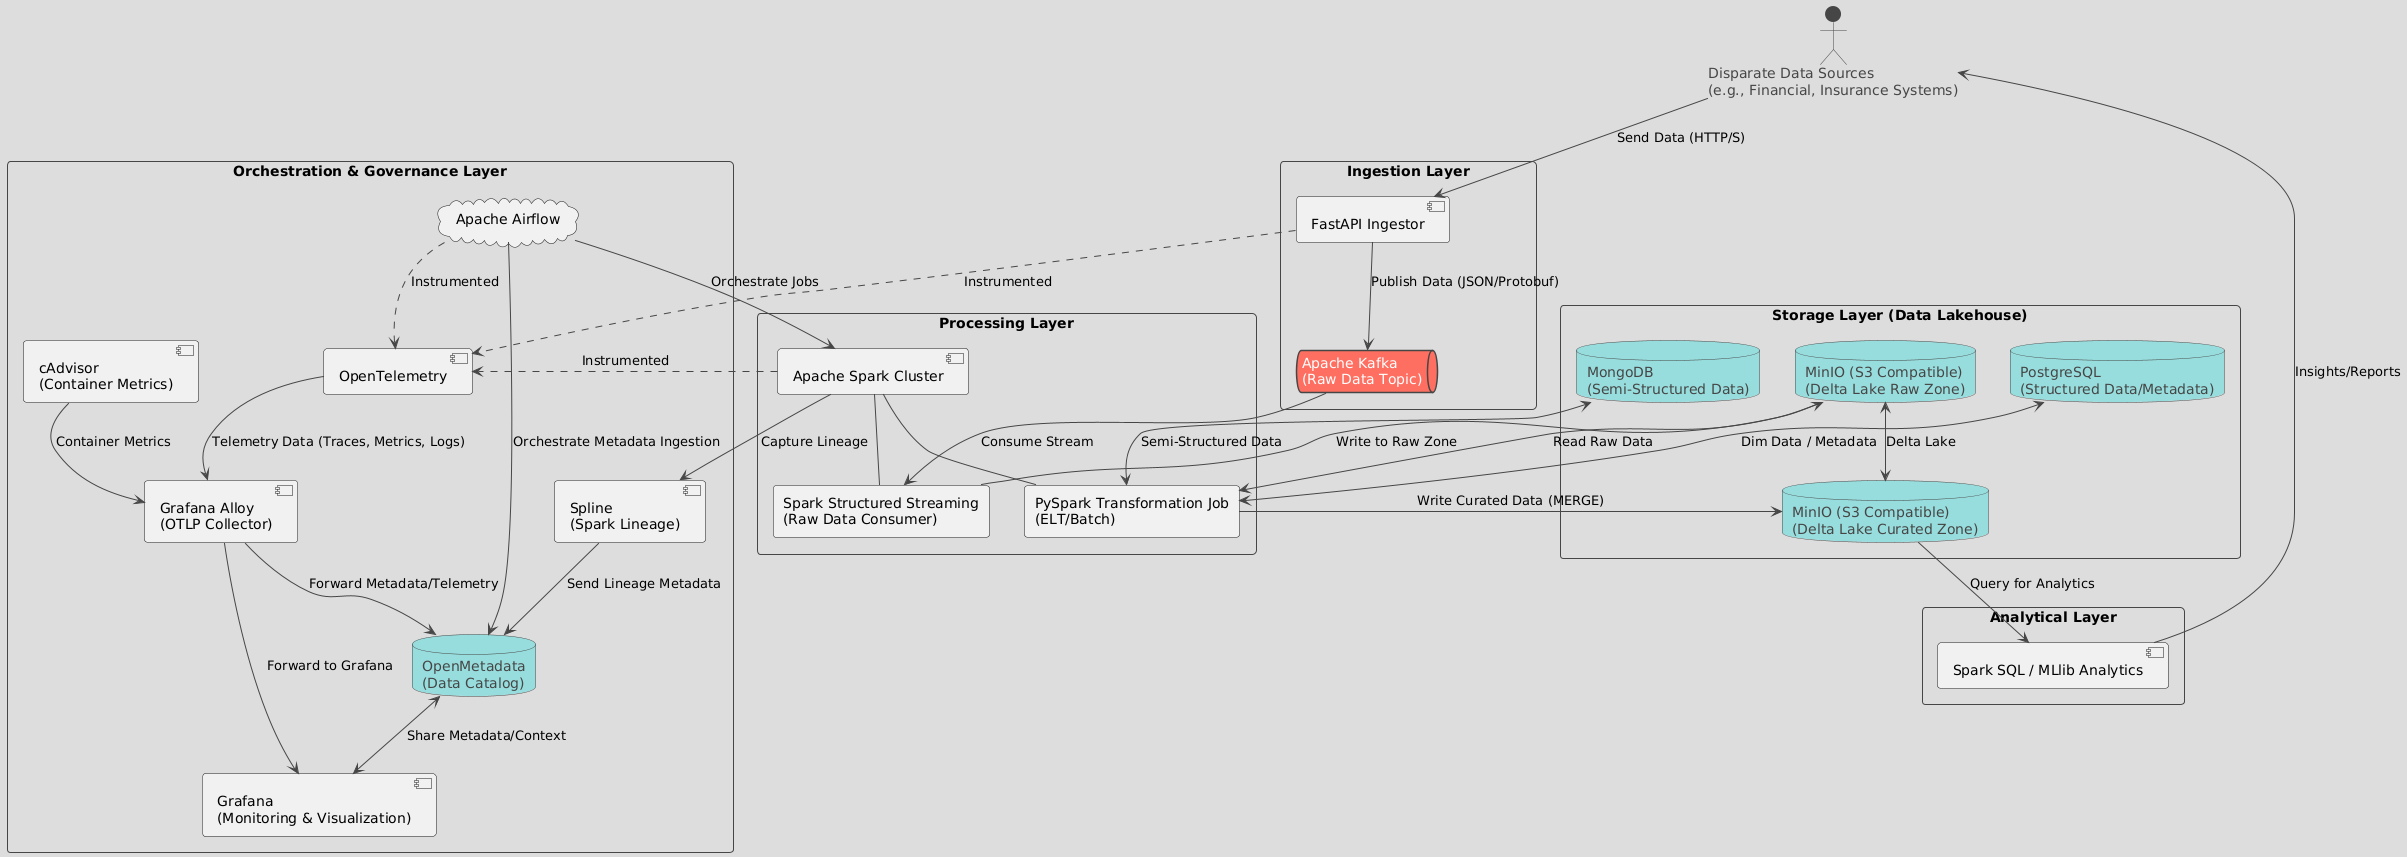 Disparate Data Sources
(e.g., Financial, Insurance Systems)
Send Data (HTTP/S)
Orchestration & Governance Layer
Ingestion Layer
Apache Airflow
FastAPI Ingestor
Instrumented
Orchestrate Jobs
Instrumented
Publish Data (JSON/Protobuf)
Processing Layer
Storage Layer (Data Lakehouse)
cAdvisor
(Container Metrics)
OpenTelemetry
Instrumented
Apache Spark Cluster
Apache Kafka
(Raw Data Topic)
MongoDB
(Semi-Structured Data)
MinIO (S3 Compatible)
(Delta Lake Raw Zone)
PostgreSQL
(Structured Data/Metadata)
Insights/Reports
Container Metrics
Telemetry Data (Traces, Metrics, Logs)
Orchestrate Metadata Ingestion
Capture Lineage
Consume Stream
Semi-Structured Data
Write to Raw Zone
Read Raw Data
Dim Data / Metadata
Delta Lake
Grafana Alloy
(OTLP Collector)
Spline
(Spark Lineage)
Spark Structured Streaming
(Raw Data Consumer)
PySpark Transformation Job
(ELT/Batch)
Write Curated Data (MERGE)
MinIO (S3 Compatible)
(Delta Lake Curated Zone)
Forward Metadata/Telemetry
Send Lineage Metadata
Query for Analytics
Analytical Layer
Forward to Grafana
OpenMetadata
(Data Catalog)
Spark SQL / MLlib Analytics
Share Metadata/Context
Grafana
(Monitoring & Visualization)